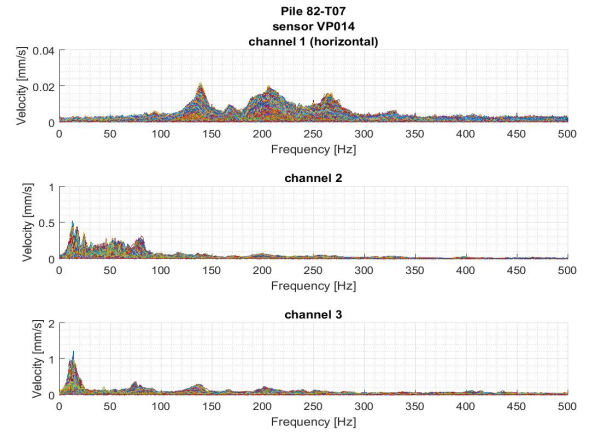 Pile 82-T07
sensor VP014
channel 1 (horizontal)
0.04
0.02
0
Velocity [mm/s]
0 50 100 150 200 250 300 350 400 450 500
Frequency [Hz]
channel 2
1
0.5
0
Velocity [mm/s]
0 50 100 150 200 250 300 350 400 450 500
Frequency [Hz]
channel 3
2
1
0
Velocity [mm/s]
0 50 100 150 200 250 300 350 400 450 500
Frequency [Hz]